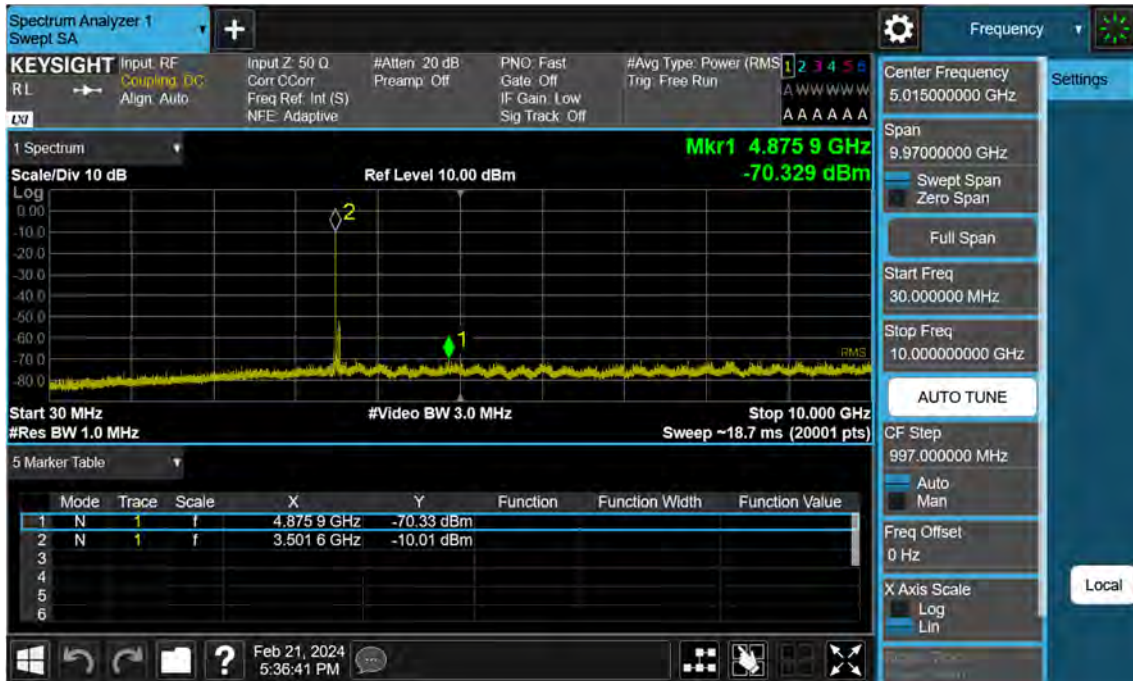 Spectrum Analyzer 1
Swept SA
+
Frequency
KEYSIGHT
RL
LXI
Input: RF
Coupling: DC
Align: Auto
Input Z: 50 Ω
Corr CCorr
Freq Ref: Int (S)
NFE: Adaptive
#Atten: 20 dB
Preamp: Off
PNO: Fast
Gate: Off
IF Gain: Low
Sig Track: Off
#Avg Type: Power (RMS
Trig: Free Run
1 2 3 4 5 6
A W W W W W
A A A A A A
1 Spectrum
Scale/Div 10 dB
Ref Level 10.00 dBm
Mkr1 4.875 9 GHz
-70.329 dBm
Log
0.00
-10.0
-20.0
-30.0
-40.0
-50.0
-60.0
-70.0
-80.0
2
1
RMS
Start 30 MHz
#Video BW 3.0 MHz
Stop 10.000 GHz
#Res BW 1.0 MHz
Sweep ~18.7 ms (20001 pts)
5 Marker Table
Mode Trace Scale X Y Function Function Width Function Value
1 N 1 f 4.875 9 GHz -70.33 dBm
2 N 1 f 3.501 6 GHz -10.01 dBm
3
4
5
6
Feb 21, 2024
5:36:41 PM
?
Center Frequency
5.015000000 GHz
Span
9.97000000 GHz
Swept Span
Zero Span
Full Span
Start Freq
30.000000 MHz
Stop Freq
10.000000000 GHz
AUTO TUNE
CF Step
997.000000 MHz
Auto
Man
Freq Offset
0 Hz
X Axis Scale
Log
Lin
Settings
Local